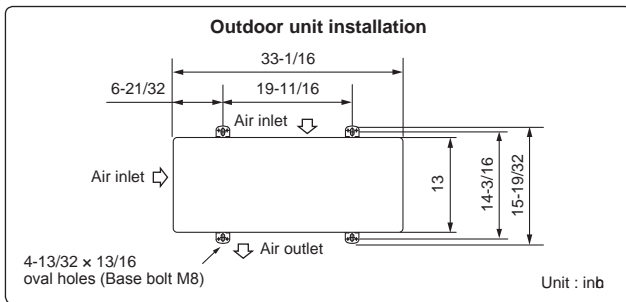 Outdoor unit installation
33-1/16
6-21/32
19-11/16
Air inlet
Air inlet
13
14-3/16
15-19/32
Air outlet
4-13/32 × 13/16
oval holes (Base bolt M8)
Unit :